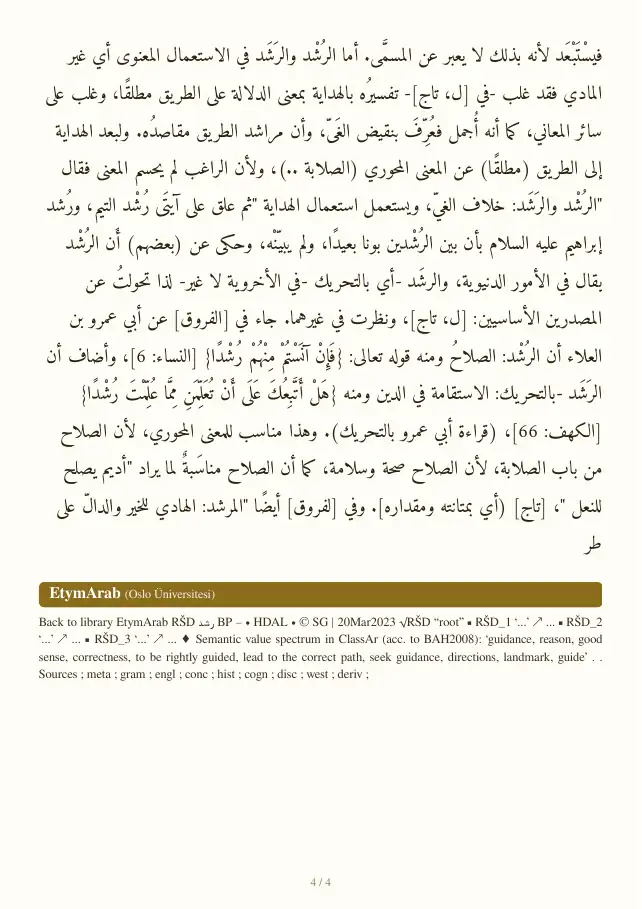 فيسْتَبْعَد لأنه بذلك لا يعبر عن المسمَّى. أما الرُشْد والرَشَد في الاستعمال المعنوى أي غير
المادي فقد غلب -في [ل، تاج]- تفسيرُه بالهداية بمعنى الدلالة على الطريق مطلقًا، وغلب على
سائر المعاني، كما أنه أُجمل فعُرِّفَ بنقيض الغَيّ، وأن مراشد الطريق مقاصدُه. ولبعد الهداية
إلى الطريق (مطلقًا) عن المعنى المحوري (الصلابة ..)، ولأن الراغب لم يحسم المعنى فقال
"الرُشْد والرَشَد: خلاف الغيّ، ويستعمل استعمال الهداية "ثم علق على آيتَى رُشْد التيم، ورُشد
إبراهيم عليه السلام بأن بين الرُشْدين بونا بعيدًا، ولم يبيّنْه، وحكى عن (بعضهم) أَن الرُشْد
يقال في الأمور الدنيوية، والرشَد -أي بالتحريك -في الأخروية لا غير- لذا تحولتُ عن
المصدرين الأساسيين: [ل، تاج]، ونظرت في غيرهما. جاء في [الفروق] عن أبي عمرو بن
العلاء أن الرُشْد: الصلاحُ ومنه قوله تعالى: {فَإِنْ آنَسْتُمْ مِنْهُمْ رُشْدًا} [النساء: 6]، وأضاف أن
الرَشَد -بالتحريك: الاستقامة في الدين ومنه {هَلْ أَتَّبِعُكَ عَلَى أَنْ تُعَلِّمَنِ مِمَّا عُلِّمْتَ رُشْدًا}
[الكهف: 66]، (قراءة أبي عمرو بالتحريك). وهذا مناسب للمعنى المحوري، لأن الصلاح
من باب الصلابة، لأن الصلاح صحة وسلامة، كما أن الصلاح مناسَبةٌ لما يراد "أديم يصلح
للنعل "، [تاج] (أي بمتانته ومقداره]. وفي [لفروق] أيضًا "المرشد: الهادي للخير والدالّ على
طر
EtymArab (Oslo Üniversitesi)
Back to library EtymArab RŠD رشد BP – • HDAL • © SG | 20Mar2023 √RŠD “root” ▪ RŠD_1 ‘...’ ↗ ... ▪ RŠD_2
‘...’ ↗ ... ▪ RŠD_3 ‘...’ ↗ ... ♦ Semantic value spectrum in ClassAr (acc. to BAH2008): ‘guidance, reason, good
sense, correctness, to be rightly guided, lead to the correct path, seek guidance, directions, landmark, guide’ . .
Sources ; meta ; gram ; engl ; conc ; hist ; cogn ; disc ; west ; deriv ;
4 / 4